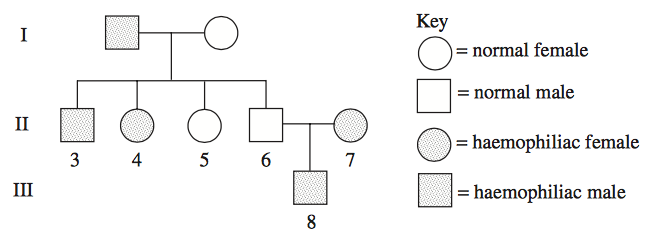 Key
I
= normal female
= normal male
II
= haemophiliac female
3 4 5 6 7
III
= haemophiliac male
8